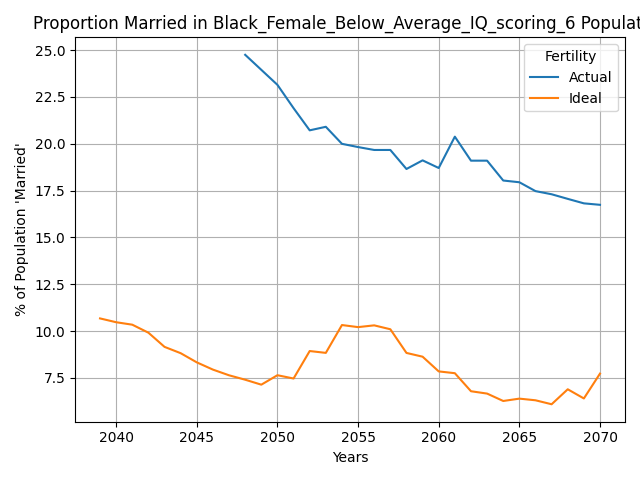 Proportion Married in Black_Female_Below_Average_IQ_scoring_6 Populat
25.0
22.5
20.0
17.5
15.0
12.5
10.0
7.5
% of Population 'Married'
Fertility
Actual
Ideal
2040 2045 2050 2055 2060 2065 2070
Years